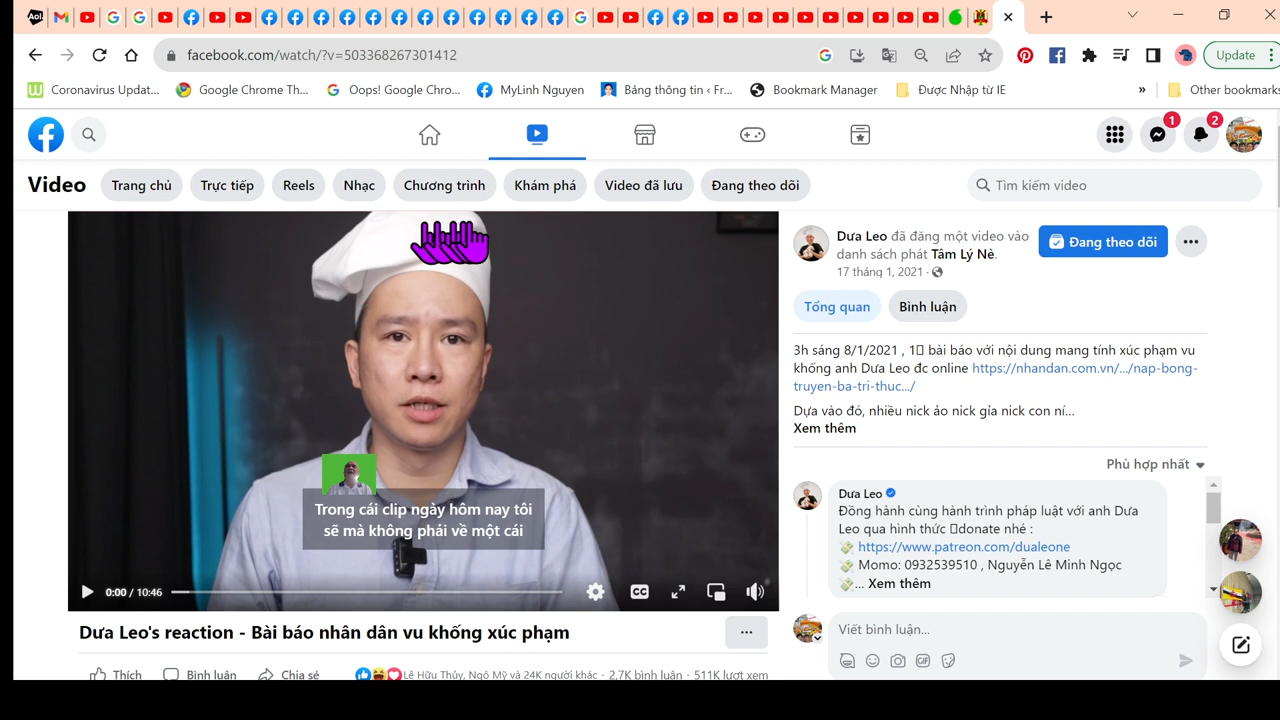 Aol.
facebook.com/watch/?v=503368267301412
Update
Coronavirus Updat...
Google Chrome Th...
Oops! Google Chro...
MyLinh Nguyen
Bảng thông tin ‹ Fr...
Bookmark Manager
Được Nhập từ IE
»
Other bookmarks
1
2
Video
Trang chủ
Trực tiếp
Reels
Nhạc
Chương trình
Khám phá
Video đã lưu
Đang theo dõi
Tìm kiếm video
Dưa Leo đã đăng một video vào
danh sách phát Tâm Lý Nè.
17 tháng 1, 2021 ·
Đang theo dõi
Tổng quan
Bình luận
3h sáng 8/1/2021 , 1 bài báo với nội dung mang tính xúc phạm vu
khống anh Dưa Leo đc online https://nhandan.com.vn/.../nap-bong-
truyen-ba-tri-thuc.../
Dựa vào đó, nhiều nick ảo nick gỉa nick con ní...
Xem thêm
Phù hợp nhất
Dưa Leo
Đồng hành cùng hành trình pháp luật với anh Dưa
Leo qua hình thức donate nhé :
https://www.patreon.com/dualeone
Momo: 0932539510 , Nguyễn Lê Minh Ngọc
... Xem thêm
Viết bình luận...
GIF
Trong cái clip ngày hôm nay tôi
sẽ mà không phải về một cái
0:00 / 10:46
CC
Dưa Leo's reaction - Bài báo nhân dân vu khống xúc phạm
Thích
Bình luận
Chia sẻ
Lê Hữu Thủy, Ngô Mỹ và 24K người khác · 2,7K bình luận · 511K lượt xem